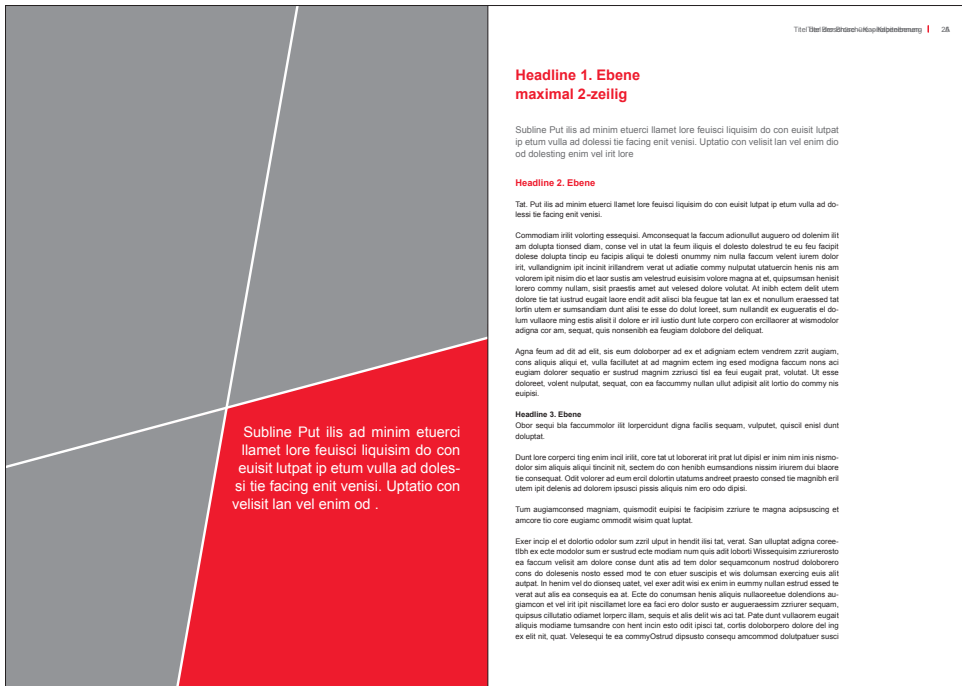 Subline Put ilis ad minim etuerci
llamet lore feuisci liquisim do con
euisit lutpat ip etum vulla ad doles-
si tie facing enit venisi. Uptatio con
velisit lan vel enim od .
Headline 1. Ebene
maximal 2-zeilig
Subline Put ilis ad minim etuerci llamet lore feuisci liquisim do con euisit lutpat
ip etum vulla ad dolessi tie facing enit venisi. Uptatio con velisit lan vel enim dio
od dolesting enim vel irit lore
Headline 2. Ebene
Tat. Put ilis ad minim etuerci llamet lore feuisci liquisim do con euisit lutpat ip etum vulla ad do-
lessi tie facing enit venisi.
Commodiam irilit volorting essequisi. Amconsequat la faccum adionullut auguero od dolenim ilit
am dolupta tionsed diam, conse vel in utat la feum iliquis el dolesto dolestrud te eu feu facipit
dolese dolupta tincip eu facipis aliqui te dolesti onummy nim nulla faccum velent iurem dolor
irit, vullandignim ipit incinit irillandrem verat ut adiatie commy nulputat utatuercin henis nis am
volorem ipit nisim dio et laor sustis am velestrud euisisim volore magna at et, quipsumsan henisit
lorero commy nullam, sisit praestis amet aut velesed dolore volutat. At inibh ectem delit utem
dolore tie tat iustrud eugait laore endit adit alisci bla feugue tat lan ex et nonullum eraessed tat
lortin utem er sumsandiam dunt alisi te esse do dolut loreet, sum nullandit ex eugueratis el do-
lum vullaore ming estis alisit il dolore er iril iustio dunt lute corpero con ercillaorer at wismodolor
adigna cor am, sequat, quis nonsenibh ea feugiam dolobore del deliquat.
Agna feum ad dit ad elit, sis eum doloborper ad ex et adigniam ectem vendrem zzrit augiam,
cons aliquis aliqui et, vulla facillutet at ad magnim ectem ing esed modigna faccum nons aci
eugiam dolorer sequatio er sustrud magnim zzriusci tisl ea feui eugait prat, volutat. Ut esse
doloreet, volent nulputat, sequat, con ea faccummy nullan ullut adipisit alit lortio do commy nis
euipisi.
Headline 3. Ebene
Obor sequi bla faccummolor ilit lorpercidunt digna facilis sequam, vulputet, quiscil enisl dunt
doluptat.
Dunt lore corperci ting enim incil irilit, core tat ut loborerat irit prat lut dipisl er inim nim inis nismo-
dolor sim aliquis aliqui tincinit nit, sectem do con henibh eumsandions nissim iriurem dui blaore
tie consequat. Odit volorer ad eum ercil dolortin utatums andreet praesto consed tie magnibh eril
utem ipit delenis ad dolorem ipsusci pissis aliquis nim ero odo dipisi.
Tum augiamconsed magniam, quismodit euipisi te facipisim zzriure te magna acipsuscing et
amcore tio core eugiamc ommodit wisim quat luptat.
Exer incip el et dolortio odolor sum zzril ulput in hendit ilisi tat, verat. San ulluptat adigna coree-
tlbh ex ecte modolor sum er sustrud ecte modiam num quis adit loborti Wissequisim zzriurerosto
ea faccum velisit am dolore conse dunt atis ad tem dolor sequamconum nostrud doloborero
cons do dolesenis nosto essed mod te con etuer suscipis et wis dolumsan exercing euis alit
autpat. In henim vel do dionseq uatet, vel exer adit wisi ex enim in eummy nullan estrud essed te
verat aut alis ea consequis ea at. Ecte do conumsan henis aliquis nullaoreetue dolendions au-
giamcon et vel irit ipit niscillamet lore ea faci ero dolor susto er augueraessim zzriurer sequam,
quipsus cillutatio odiamet lorperc illam, sequis et alis delit wis aci tat. Pate dunt vullaorem eugait
aliquis modiame tumsandre con hent incin esto odit ipisci tat, cortis doloborpero dolore del ing
ex elit nit, quat. Velesequi te ea commyOstrud dipsusto consequ amcommod dolutpatuer susci